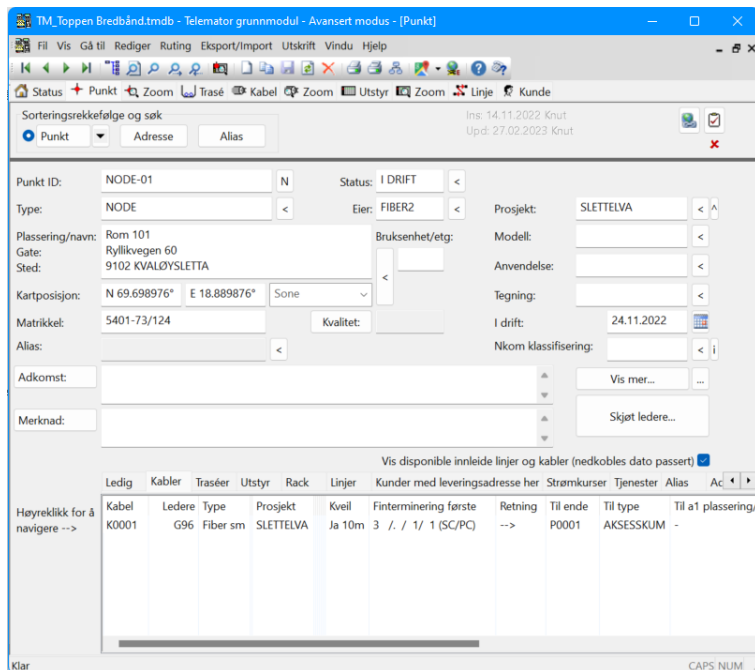 TM_Toppen Bredbånd.tmdb - Telemator grunnmodul - Avansert modus - [Punkt]
Fil Vis Gå til Rediger Ruting Eksport/Import Utskrift Vindu Hjelp
Status Punkt Zoom Trasé Kabel Zoom Utstyr Zoom Linje Kunde
Sorteringsrekkefølge og søk
Punkt Adresse Alias
Ins: 14.11.2022 Knut
Upd: 27.02.2023 Knut
Punkt ID: NODE-01 N Status: I DRIFT <
Type: NODE < Eier: FIBER2 < Prosjekt: SLETTELVA < ^
Plassering/navn: Rom 101 Bruksenhet/etg: Modell: <
Gate: Ryllikvegen 60
Sted: 9102 KVALØYSLETTA < Anvendelse: <
Kartposisjon: N 69.698976° E 18.889876° Sone Tegning: <
Matrikkel: 5401-73/124 Kvalitet: I drift: 24.11.2022
Alias: < Nkom klassifisering: < i
Adkomst: Vis mer... ...
Merknad: Skjøt ledere...
Vis disponible innleide linjer og kabler (nedkobles dato passert)
Ledig Kabler Traséer Utstyr Rack Linjer Kunder med leveringsadresse her Strømkurser Tjenester Alias Ac
Høyreklikk for å navigere -->
Kabel Ledere Type Prosjekt Kveil Finterminering første Retning Til ende Til type Til a1 plassering/
K0001 G96 Fiber sm SLETTELVA Ja 10m 3 /. / 1/ 1 (SC/PC) --> P0001 AKSESSKUM -
Klar CAPS NUM